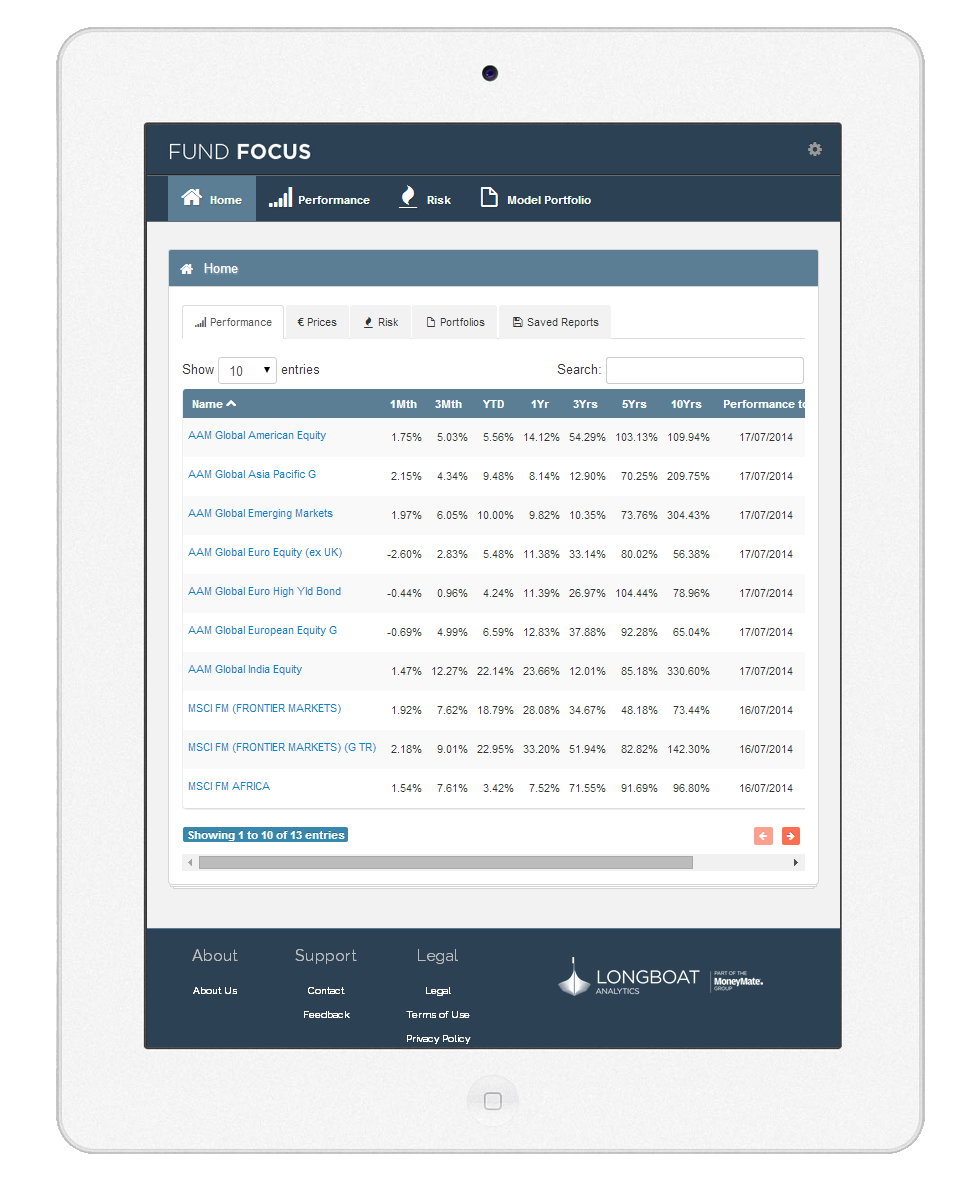 FUND FOCUS
Home Performance Risk Model Portfolio
Home
Performance € Prices Risk Portfolios Saved Reports
Show 10 entries Search:
Name 1Mth 3Mth YTD 1Yr 3Yrs 5Yrs 10Yrs Performance to
AAM Global American Equity 1.75% 5.03% 5.56% 14.12% 54.29% 103.13% 109.94% 17/07/2014
AAM Global Asia Pacific G 2.15% 4.34% 9.48% 8.14% 12.90% 70.25% 209.75% 17/07/2014
AAM Global Emerging Markets 1.97% 6.05% 10.00% 9.82% 10.35% 73.76% 304.43% 17/07/2014
AAM Global Euro Equity (ex UK) -2.60% 2.83% 5.48% 11.38% 33.14% 80.02% 56.38% 17/07/2014
AAM Global Euro High Yld Bond -0.44% 0.96% 4.24% 11.39% 26.97% 104.44% 78.96% 17/07/2014
AAM Global European Equity G -0.69% 4.99% 6.59% 12.83% 37.88% 92.28% 65.04% 17/07/2014
AAM Global India Equity 1.47% 12.27% 22.14% 23.66% 12.01% 85.18% 330.60% 17/07/2014
MSCI FM (FRONTIER MARKETS) 1.92% 7.62% 18.79% 28.08% 34.67% 48.18% 73.44% 16/07/2014
MSCI FM (FRONTIER MARKETS) (G TR) 2.18% 9.01% 22.95% 33.20% 51.94% 82.82% 142.30% 16/07/2014
MSCI FM AFRICA 1.54% 7.61% 3.42% 7.52% 71.55% 91.69% 96.80% 16/07/2014
Showing 1 to 10 of 13 entries
About Support Legal
About Us Contact Legal
Feedback Terms of Use
Privacy Policy
LONGBOAT
ANALYTICS
PART OF THE
MoneyMate.
GROUP